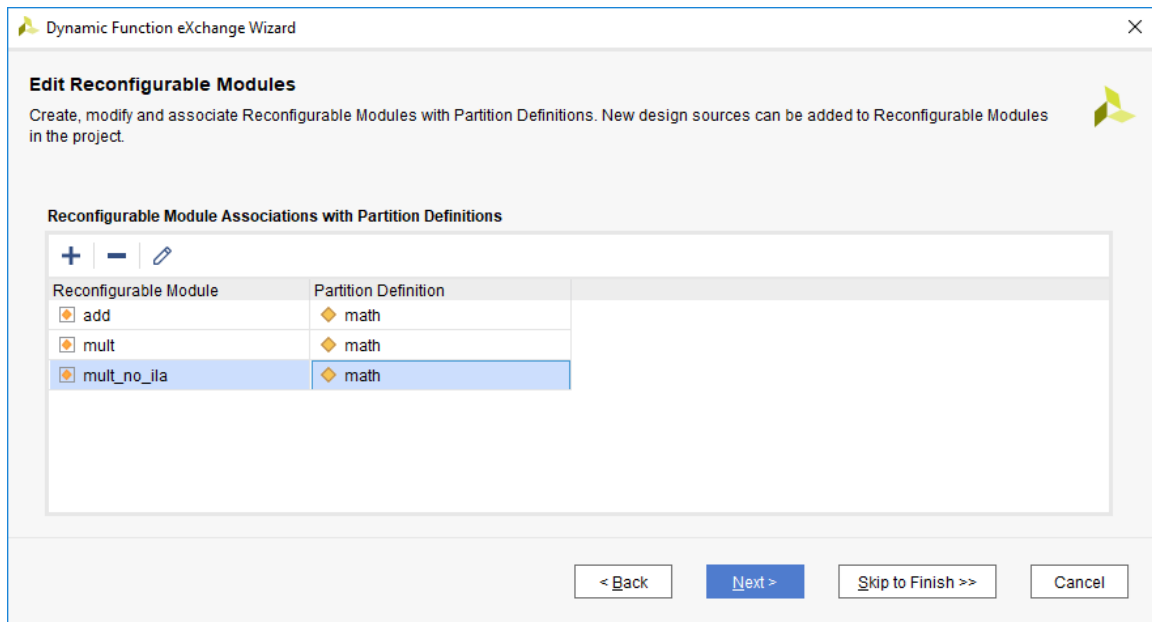 Dynamic Function eXchange Wizard
Edit Reconfigurable Modules
Create, modify and associate Reconfigurable Modules with Partition Definitions. New design sources can be added to Reconfigurable Modules
in the project.
Reconfigurable Module Associations with Partition Definitions
Reconfigurable Module Partition Definition
add math
mult math
mult_no_ila math
< Back Next > Skip to Finish >> Cancel